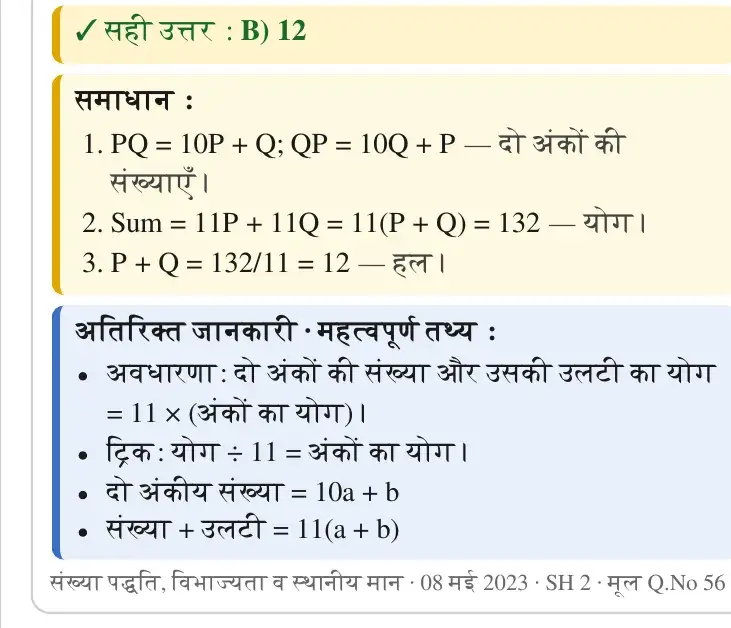 ✓ सही उत्तर : B) 12
समाधान :
1. PQ = 10P + Q; QP = 10Q + P — दो अंकों की
संख्याएँ।
2. Sum = 11P + 11Q = 11(P + Q) = 132 — योग।
3. P + Q = 132/11 = 12 — हल।
अतिरिक्त जानकारी · महत्वपूर्ण तथ्य :
• अवधारणा : दो अंकों की संख्या और उसकी उलटी का योग
= 11 × (अंकों का योग)।
• ट्रिक : योग ÷ 11 = अंकों का योग।
• दो अंकीय संख्या = 10a + b
• संख्या + उलटी = 11(a + b)
संख्या पद्धति, विभाज्यता व स्थानीय मान · 08 मई 2023 · SH 2 · मूल Q.No 56